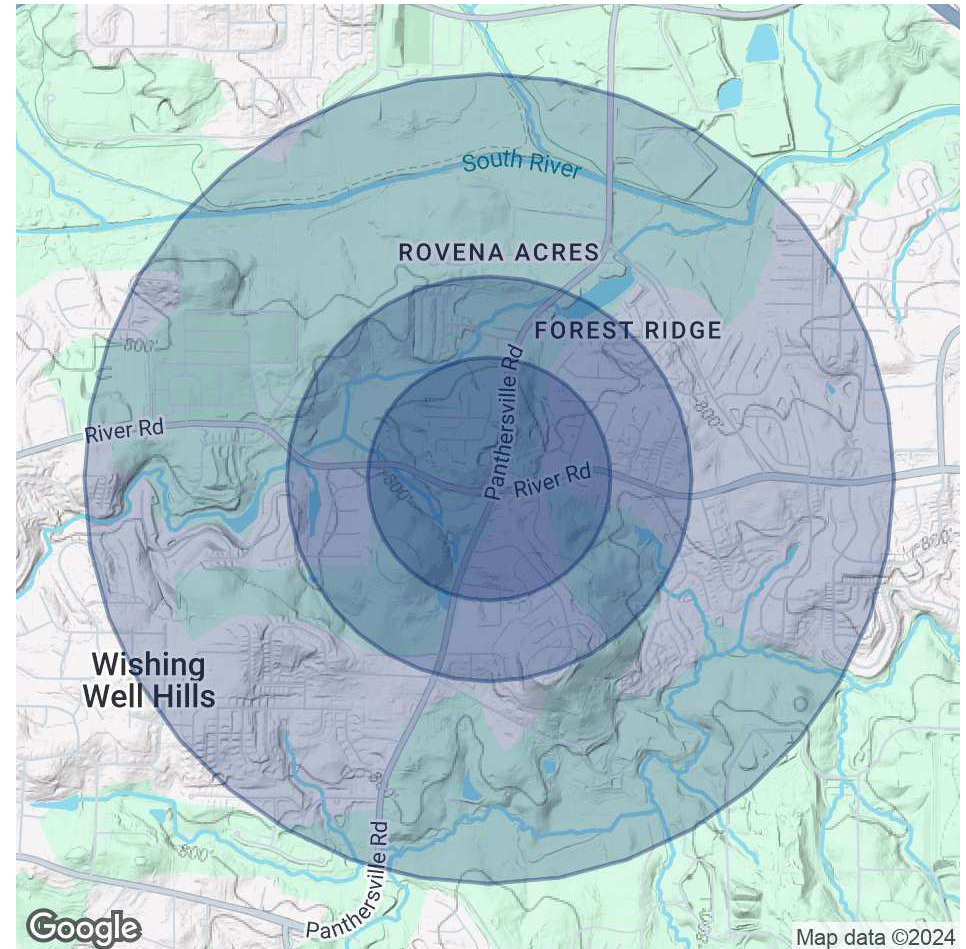 South River
ROVENA ACRES
FOREST RIDGE
800'
Panthersville Rd
800'
River Rd
River Rd
800'
800'
Wishing
Well Hills
Panthersville Rd
800'
800'
Panthersville Rd
Google
Map data ©2024